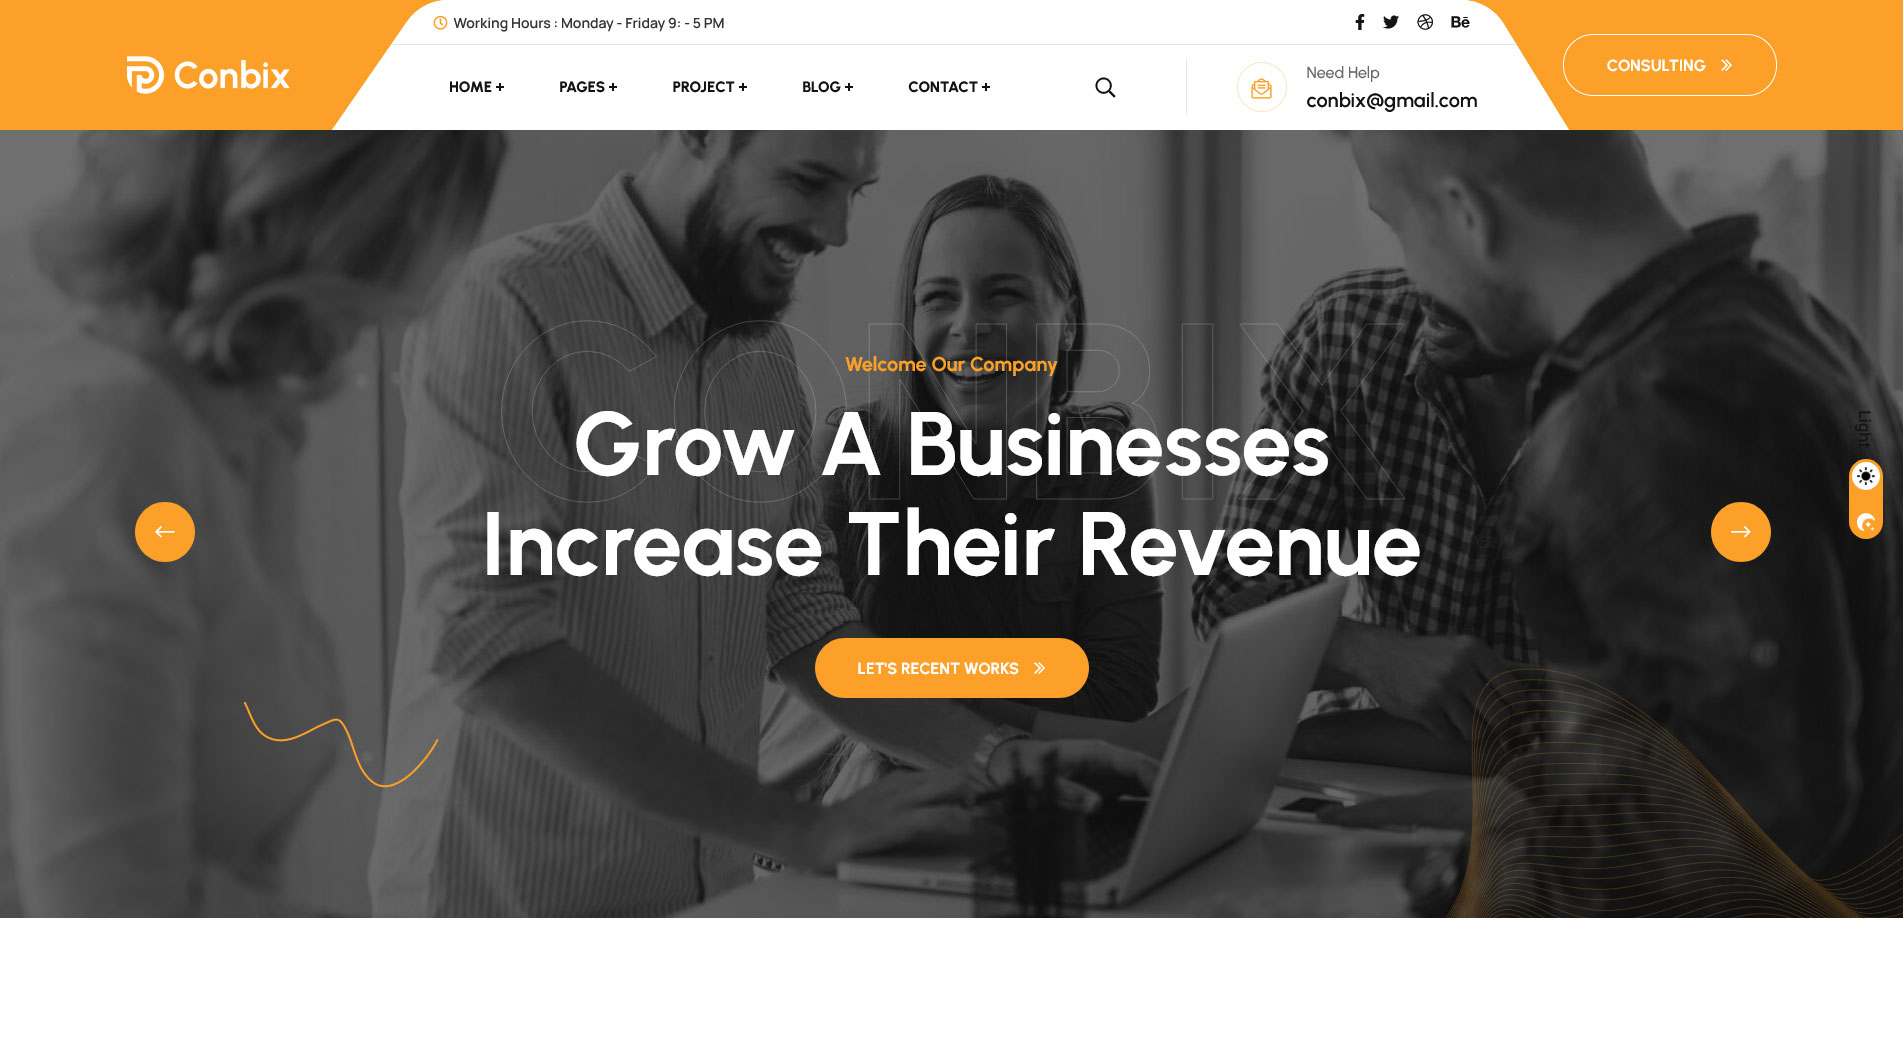 Working Hours : Monday - Friday 9: - 5 PM
Bē
Conbix
HOME +
PAGES +
PROJECT +
BLOG +
CONTACT +
Need Help
conbix@gmail.com
CONSULTING
CONBIX
Welcome Our Company
Grow A Businesses
Increase Their Revenue
LET'S RECENT WORKS
Light